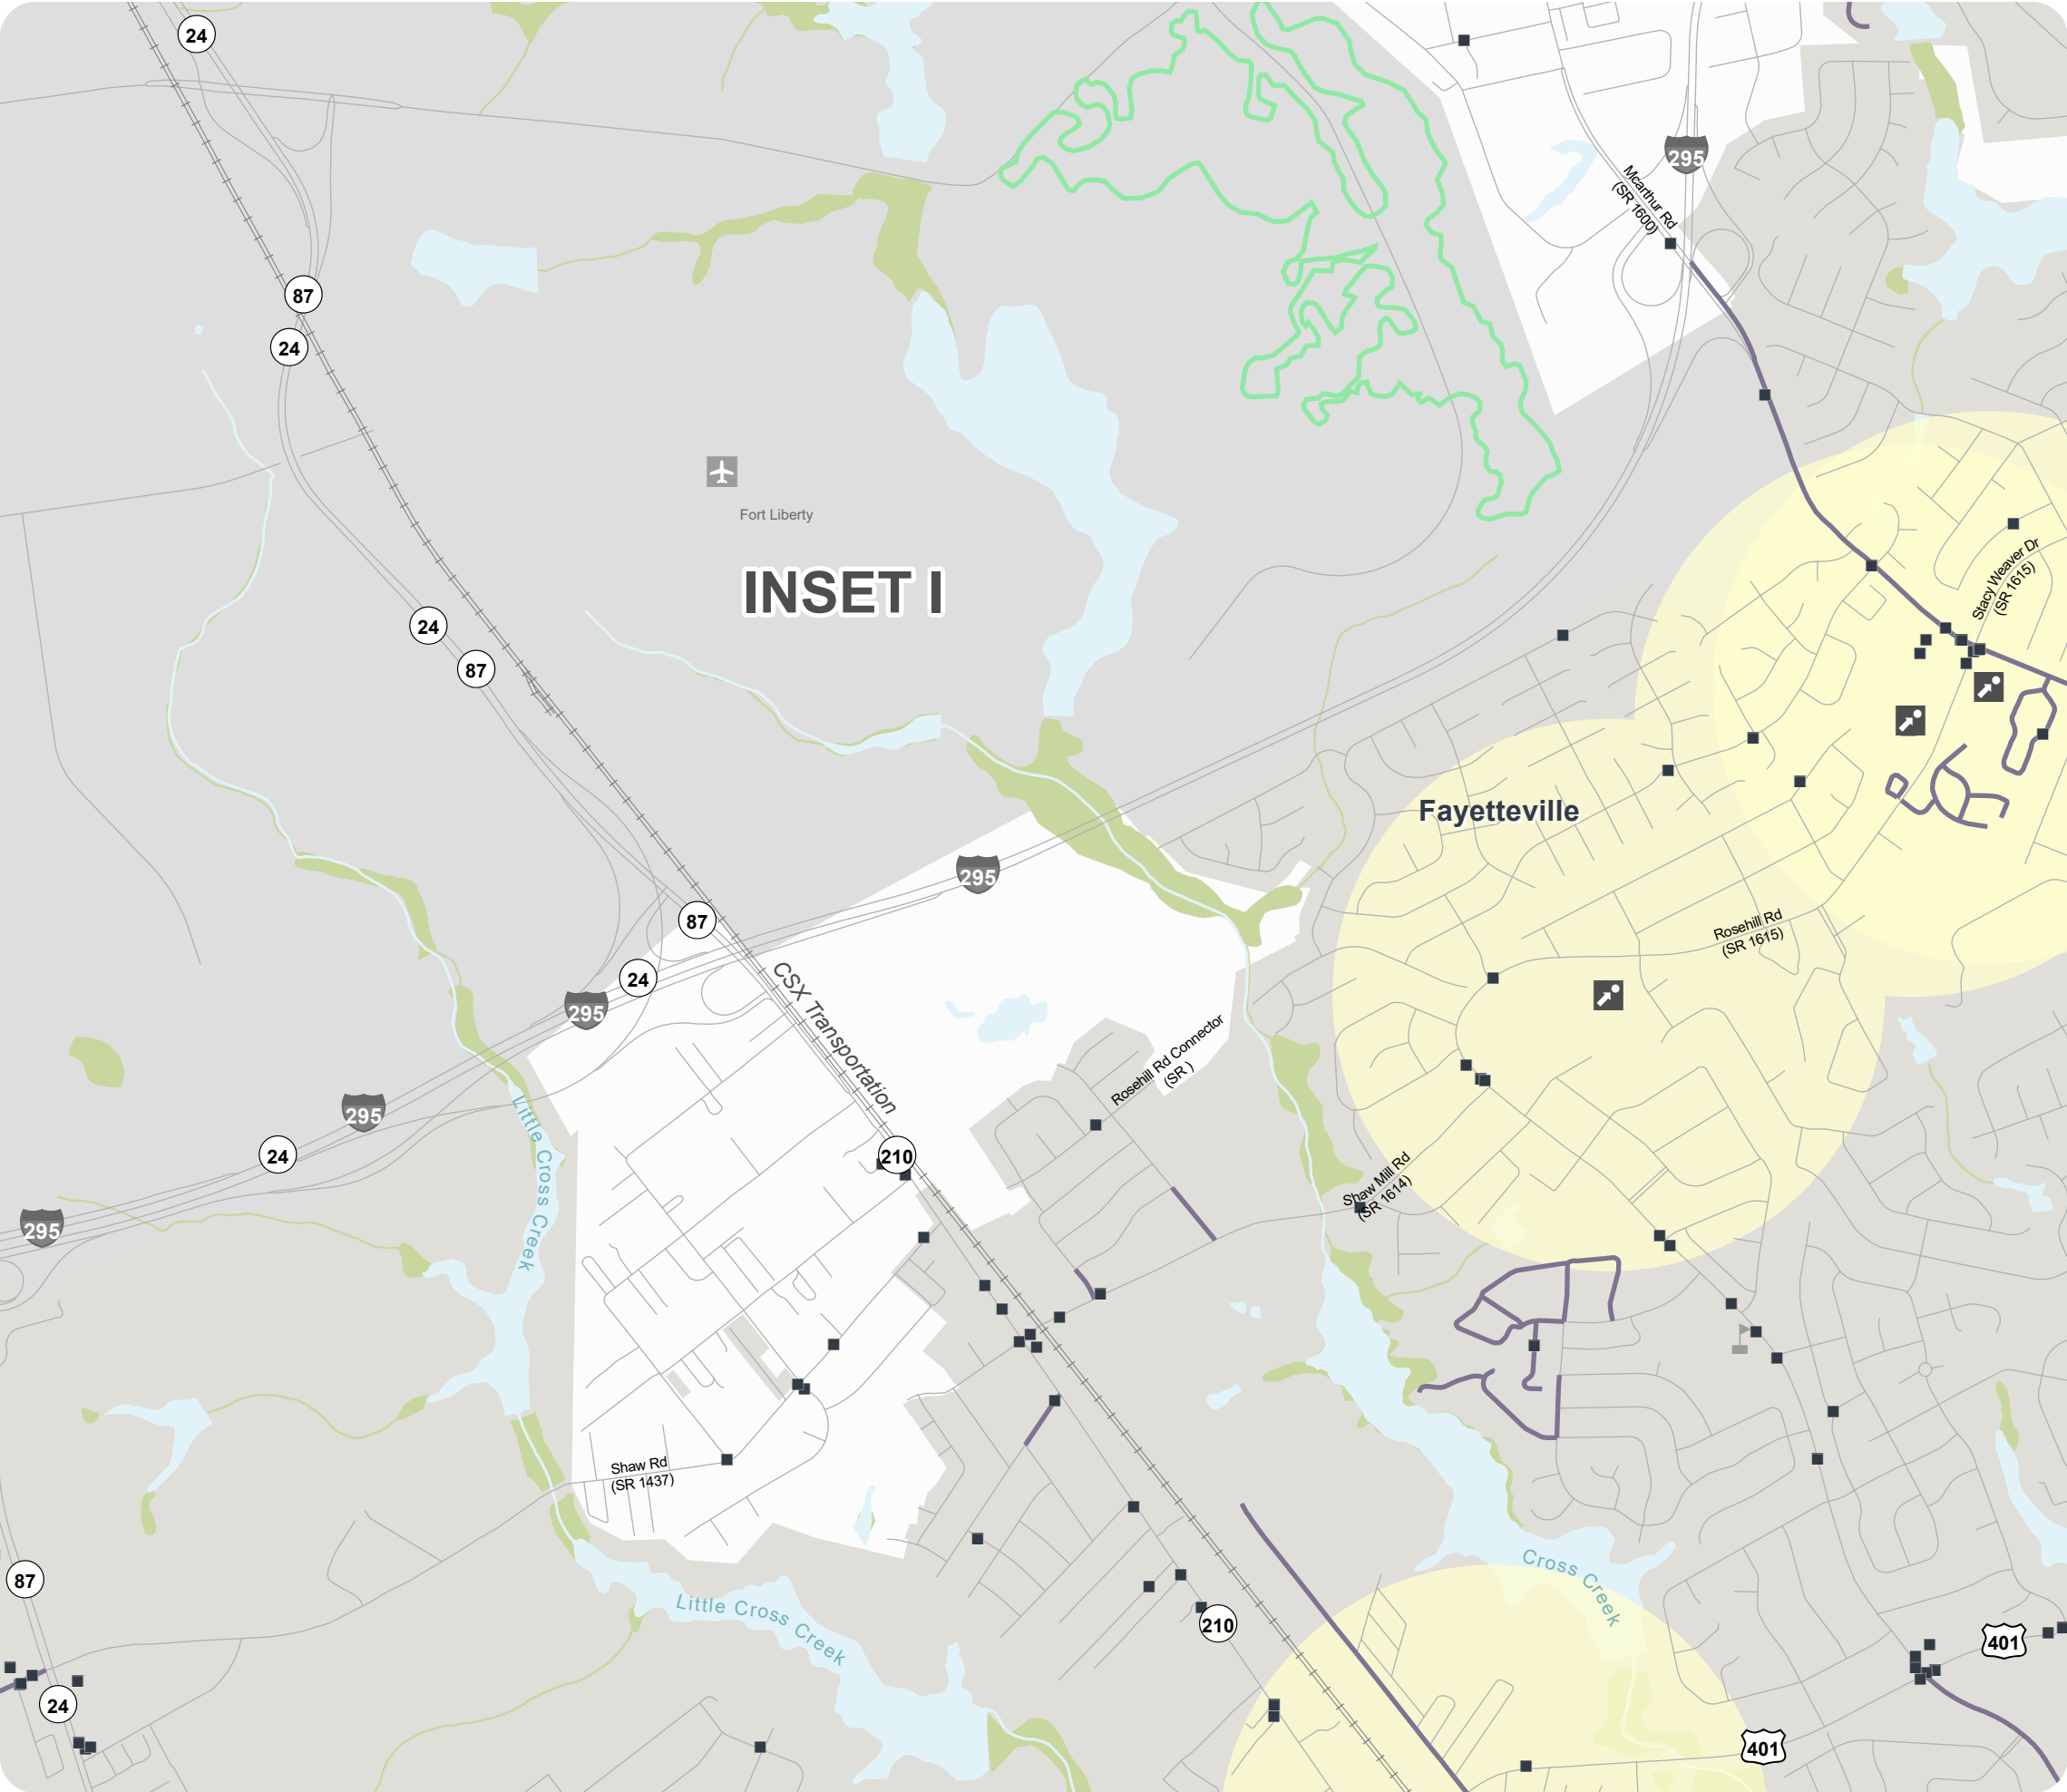 24
295
Mcarthur Rd
(SR 1600)
87
24
Fort Liberty
INSET I
Stacy Weaver Dr
(SR 1615)
24
87
Fayetteville
295
87
Rosehill Rd
(SR 1615)
24
295
CSX Transportation
Rosehill Rd Connector
(SR )
295
24
Little Cross Creek
210
Shaw Mill Rd
(SR 1614)
295
Shaw Rd
(SR 1437)
87
Little Cross Creek
Cross Creek
210
401
24
401